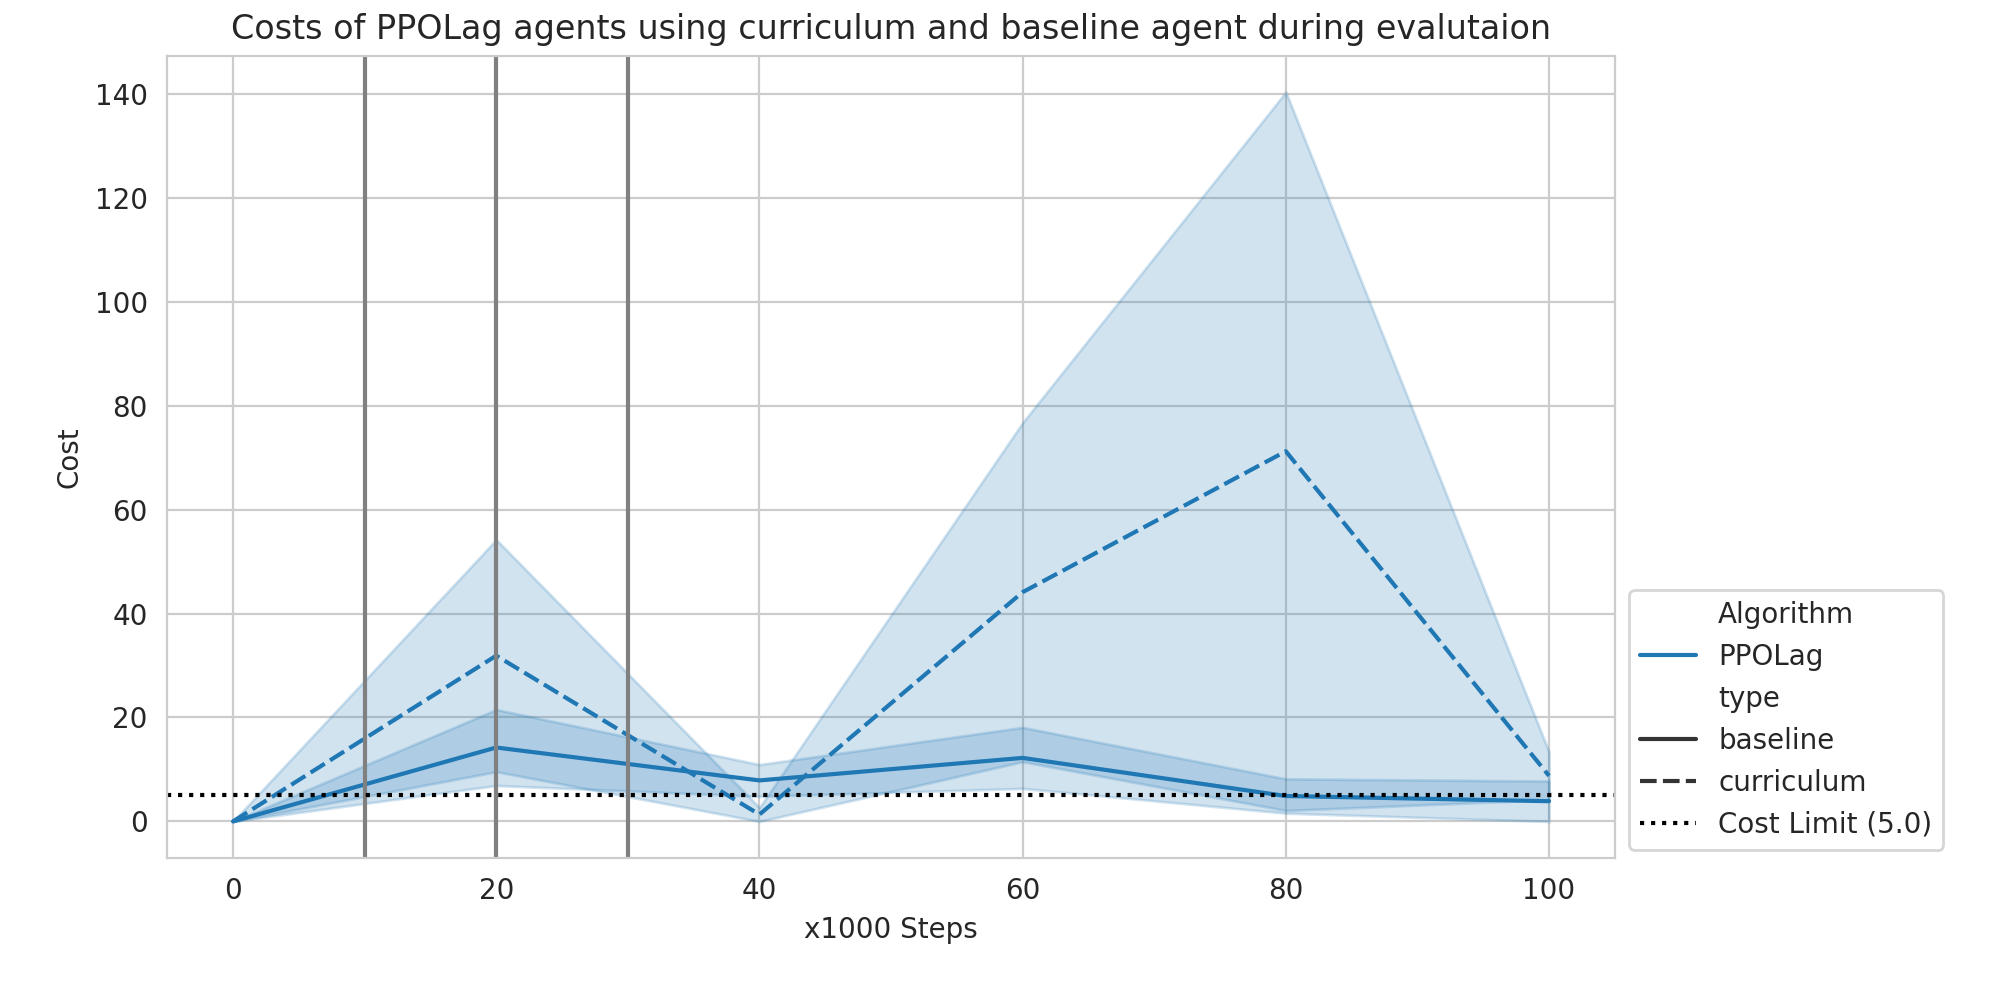 Costs of PPOLag agents using curriculum and baseline agent during evalutaion
140
120
100
80
60
40
20
0
Cost
0 20 40 60 80 100
x1000 Steps
Algorithm
PPOLag
type
baseline
curriculum
Cost Limit (5.0)